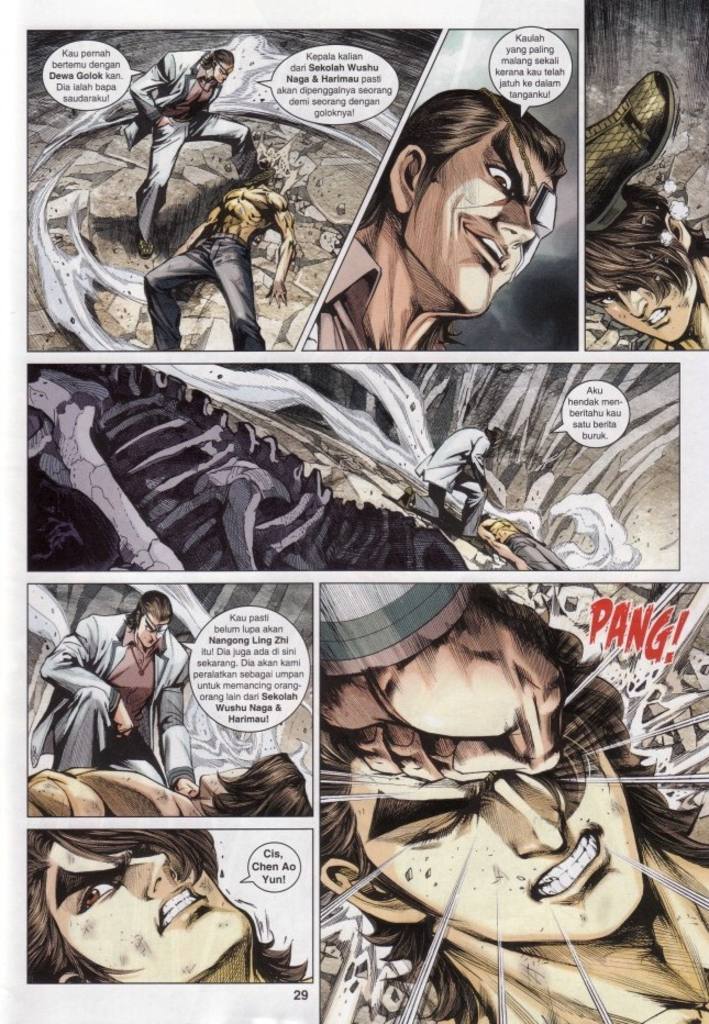 Kau pernah
bertemu dengan
Dewa Golok kan.
Dia ialah bapa
saudaraku!
Kepala kalian
dari Sekolah Wushu
Naga & Harimau pasti
akan dipenggalnya seorang
demi seorang dengan
goloknya!
Kaulah
yang paling
malang sekali
kerana kau telah
jatuh ke dalam
tanganku!
Aku
hendak mem-
beritahu kau
satu berita
buruk.
Kau pasti
belum lupa akan
Nangong Ling Zhi
itu! Dia juga ada di sini
sekarang. Dia akan kami
peralatkan sebagai umpan
untuk memancing orang-
orang lain dari Sekolah
Wushu Naga &
Harimau!
PANG!
Cis,
Chen Ao
Yun!
29